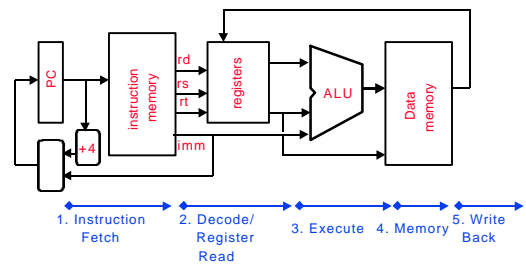 PC
+4
instruction
memory
rd
rs
rt
imm
registers
ALU
Data
memory
1. Instruction
Fetch
2. Decode/
Register
Read
3. Execute
4. Memory
5. Write
Back